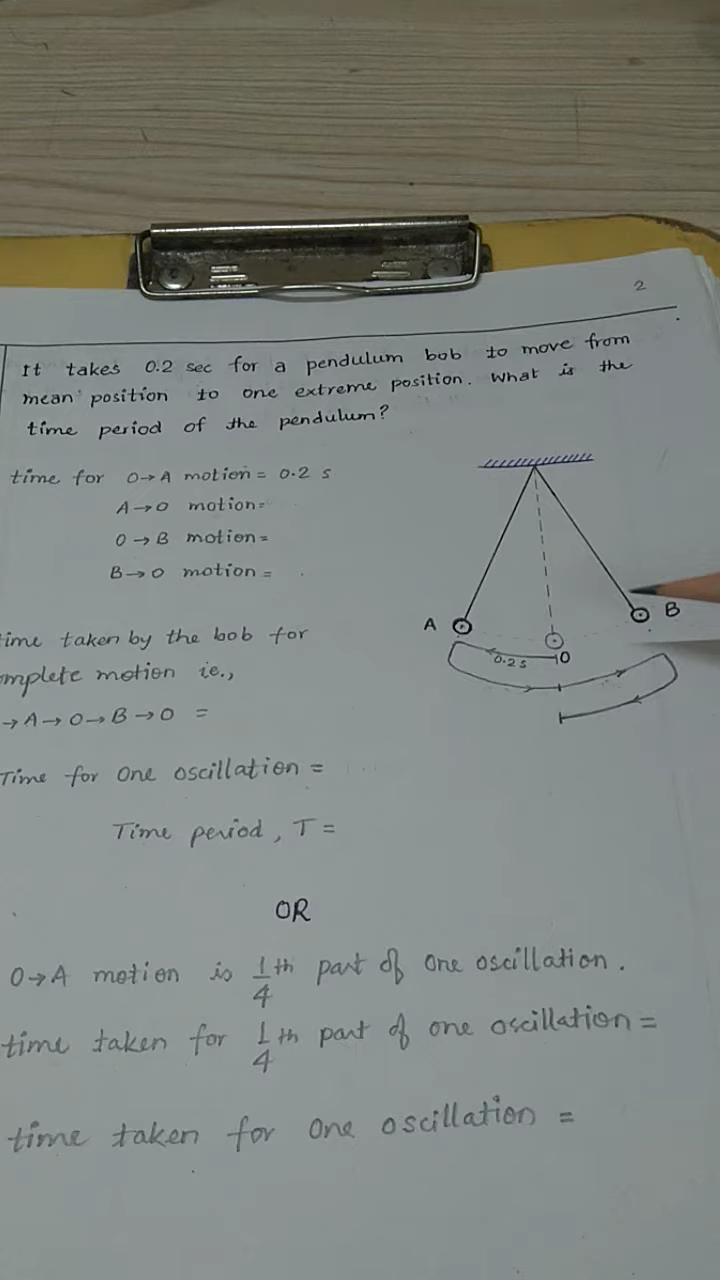 2
It takes 0.2 sec for a pendulum bob to move from
mean position to one extreme position. What is the
time period of the pendulum?
time for O→A motion = 0.2 s
A→O motion=
O→B motion=
B→O motion =
ime taken by the bob for
omplete motion ie.,
→A→O→B→O =
Time for one oscillation =
Time period, T =
OR
O→A motion is 1/4 th part of one oscillation.
time taken for 1/4 th part of one oscillation=
time taken for one oscillation =
A
B
0.2 s
O